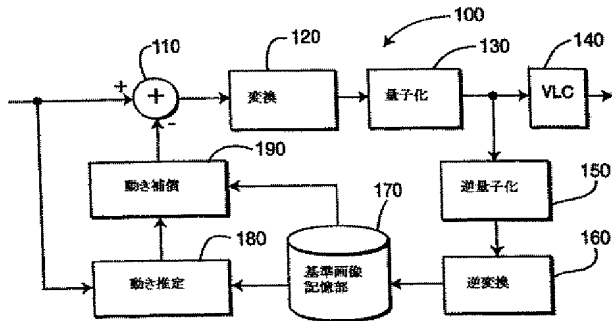 100
110
120
130
140
+
+
-
変換
量子化
VLC
190
動き補償
170
逆量子化
150
180
動き推定
基準画像
記憶部
逆変換
160